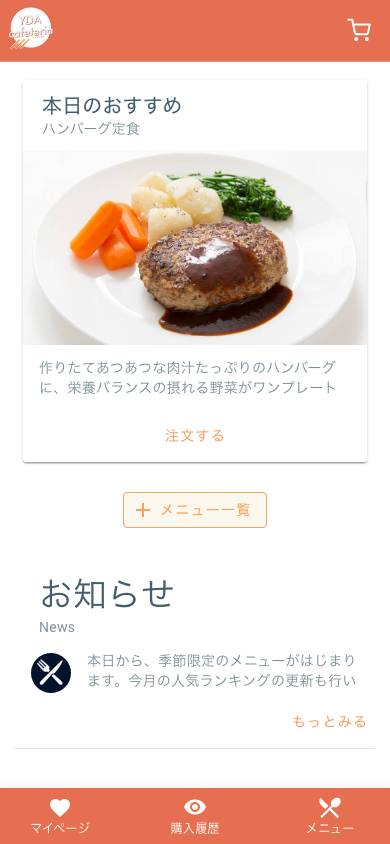 YDA
cafeteria
本日のおすすめ
ハンバーグ定食
作りたてあつあつな肉汁たっぷりのハンバーグ
に、栄養バランスの摂れる野菜がワンプレート
注文する
メニュー一覧
お知らせ
News
本日から、季節限定のメニューがはじまり
ます。今月の人気ランキングの更新も行い
もっとみる
マイページ
購入履歴
メニュー